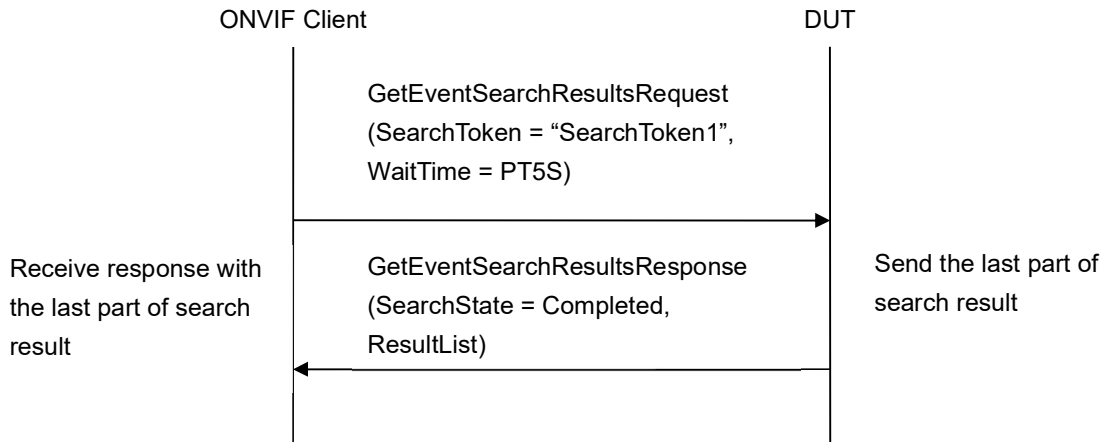 ONVIF Client
DUT
GetEventSearchResultsRequest
(SearchToken = “SearchToken1”,
WaitTime = PT5S)
Receive response with
the last part of search
result
GetEventSearchResultsResponse
(SearchState = Completed,
ResultList)
Send the last part of
search result